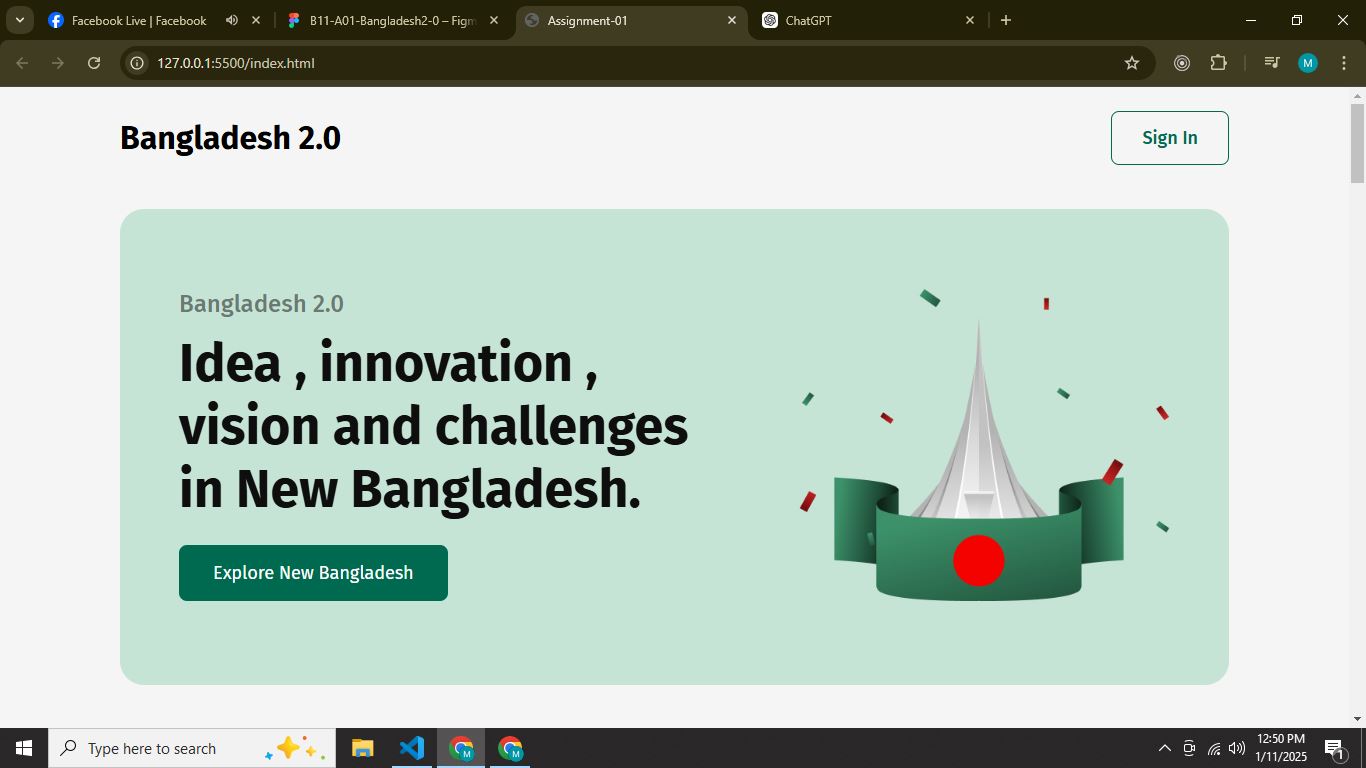 Facebook Live | Facebook
B11-A01-Bangladesh2-0 – Figm
Assignment-01
ChatGPT
127.0.0.1:5500/index.html
M
Bangladesh 2.0
Sign In
Bangladesh 2.0
Idea , innovation ,
vision and challenges
in New Bangladesh.
Explore New Bangladesh
Type here to search
M
M
12:50 PM
1/11/2025
1